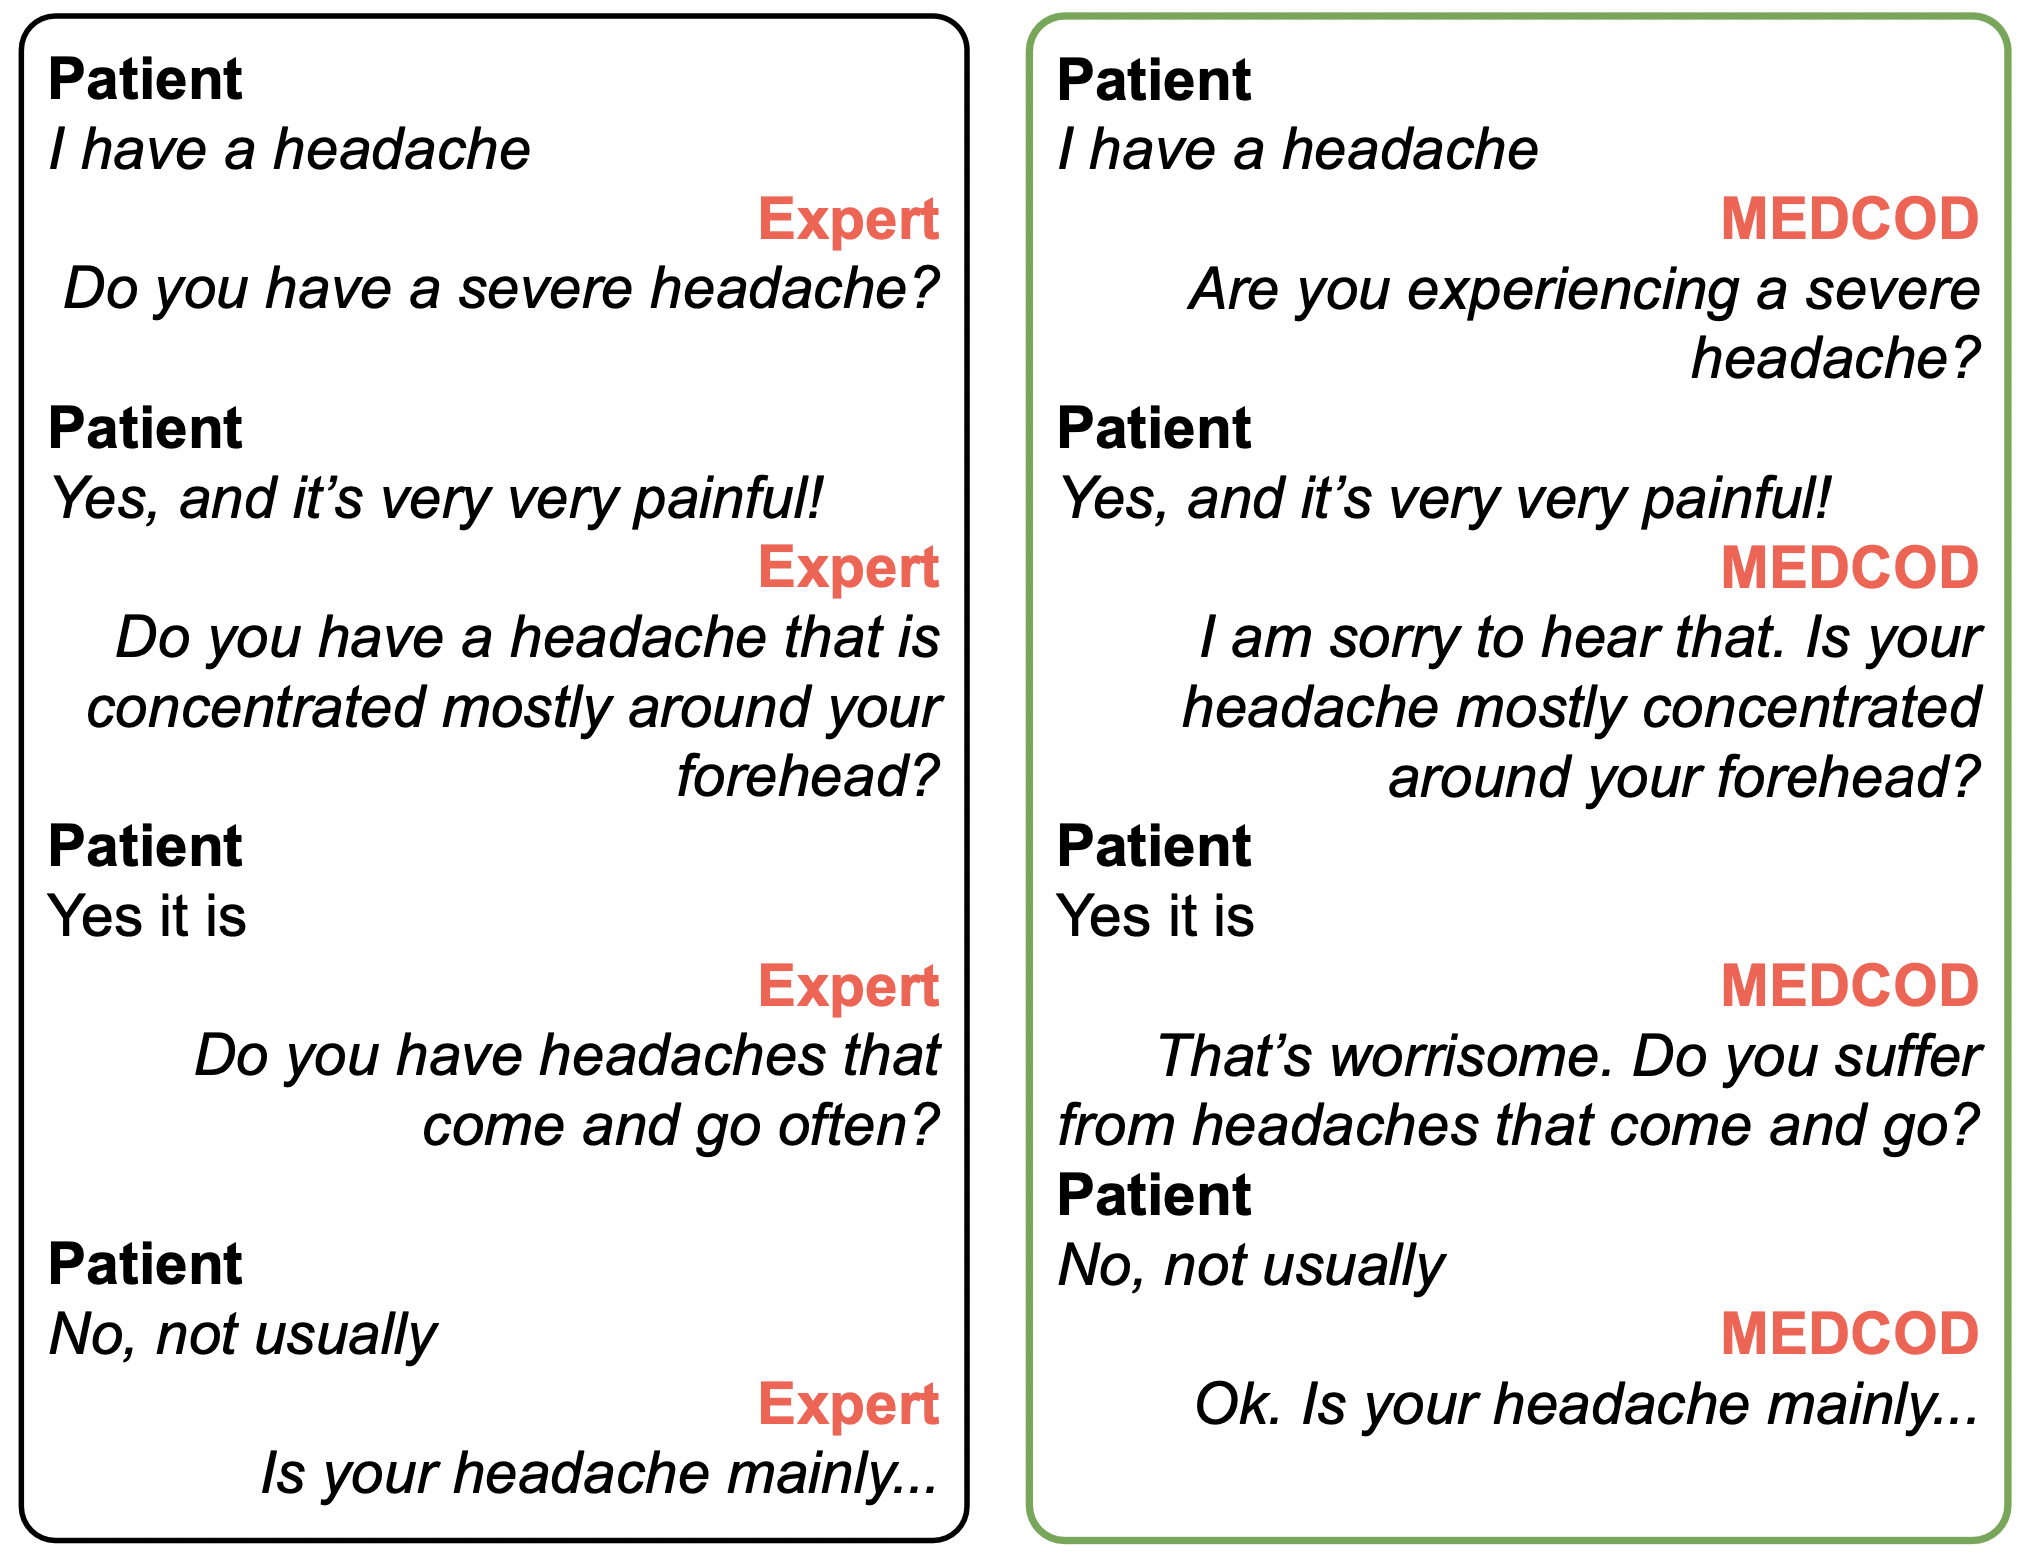 Patient
I have a headache
Expert
Do you have a severe headache?
Patient
Yes, and it’s very very painful!
Expert
Do you have a headache that is
concentrated mostly around your
forehead?
Patient
Yes it is
Expert
Do you have headaches that
come and go often?
Patient
No, not usually
Expert
Is your headache mainly...
Patient
I have a headache
MEDCOD
Are you experiencing a severe
headache?
Patient
Yes, and it’s very very painful!
MEDCOD
I am sorry to hear that. Is your
headache mostly concentrated
around your forehead?
Patient
Yes it is
MEDCOD
That’s worrisome. Do you suffer
from headaches that come and go?
Patient
No, not usually
MEDCOD
Ok. Is your headache mainly...